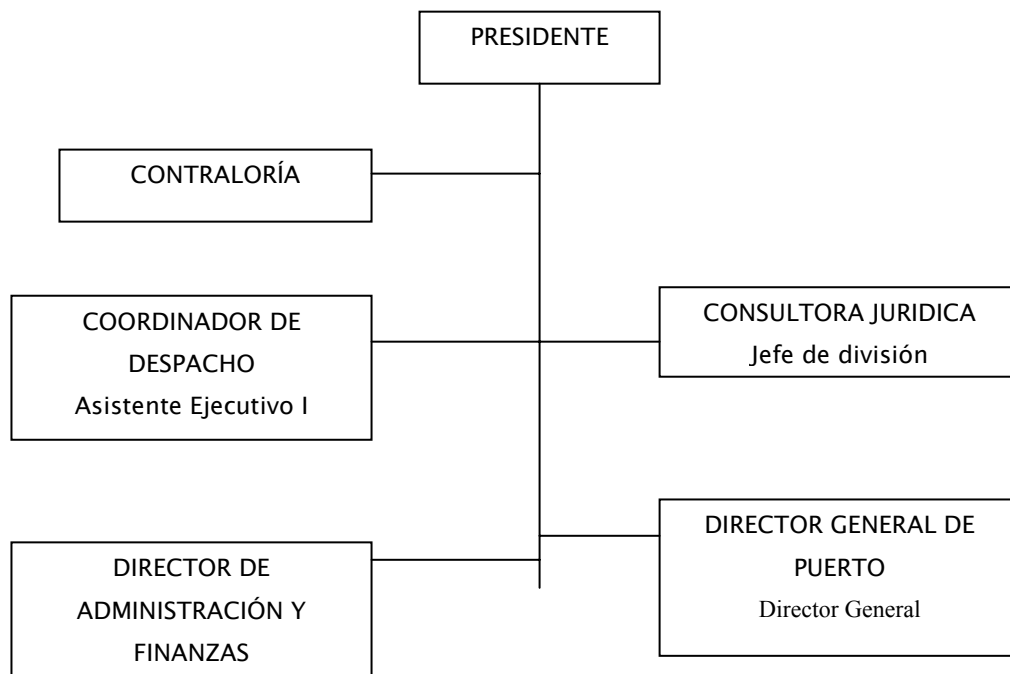 PRESIDENTE
CONTRALORÍA
COORDINADOR DE
DESPACHO
Asistente Ejecutivo I
CONSULTORA JURIDICA
Jefe de división
DIRECTOR DE
ADMINISTRACIÓN Y
FINANZAS
DIRECTOR GENERAL DE
PUERTO
Director General